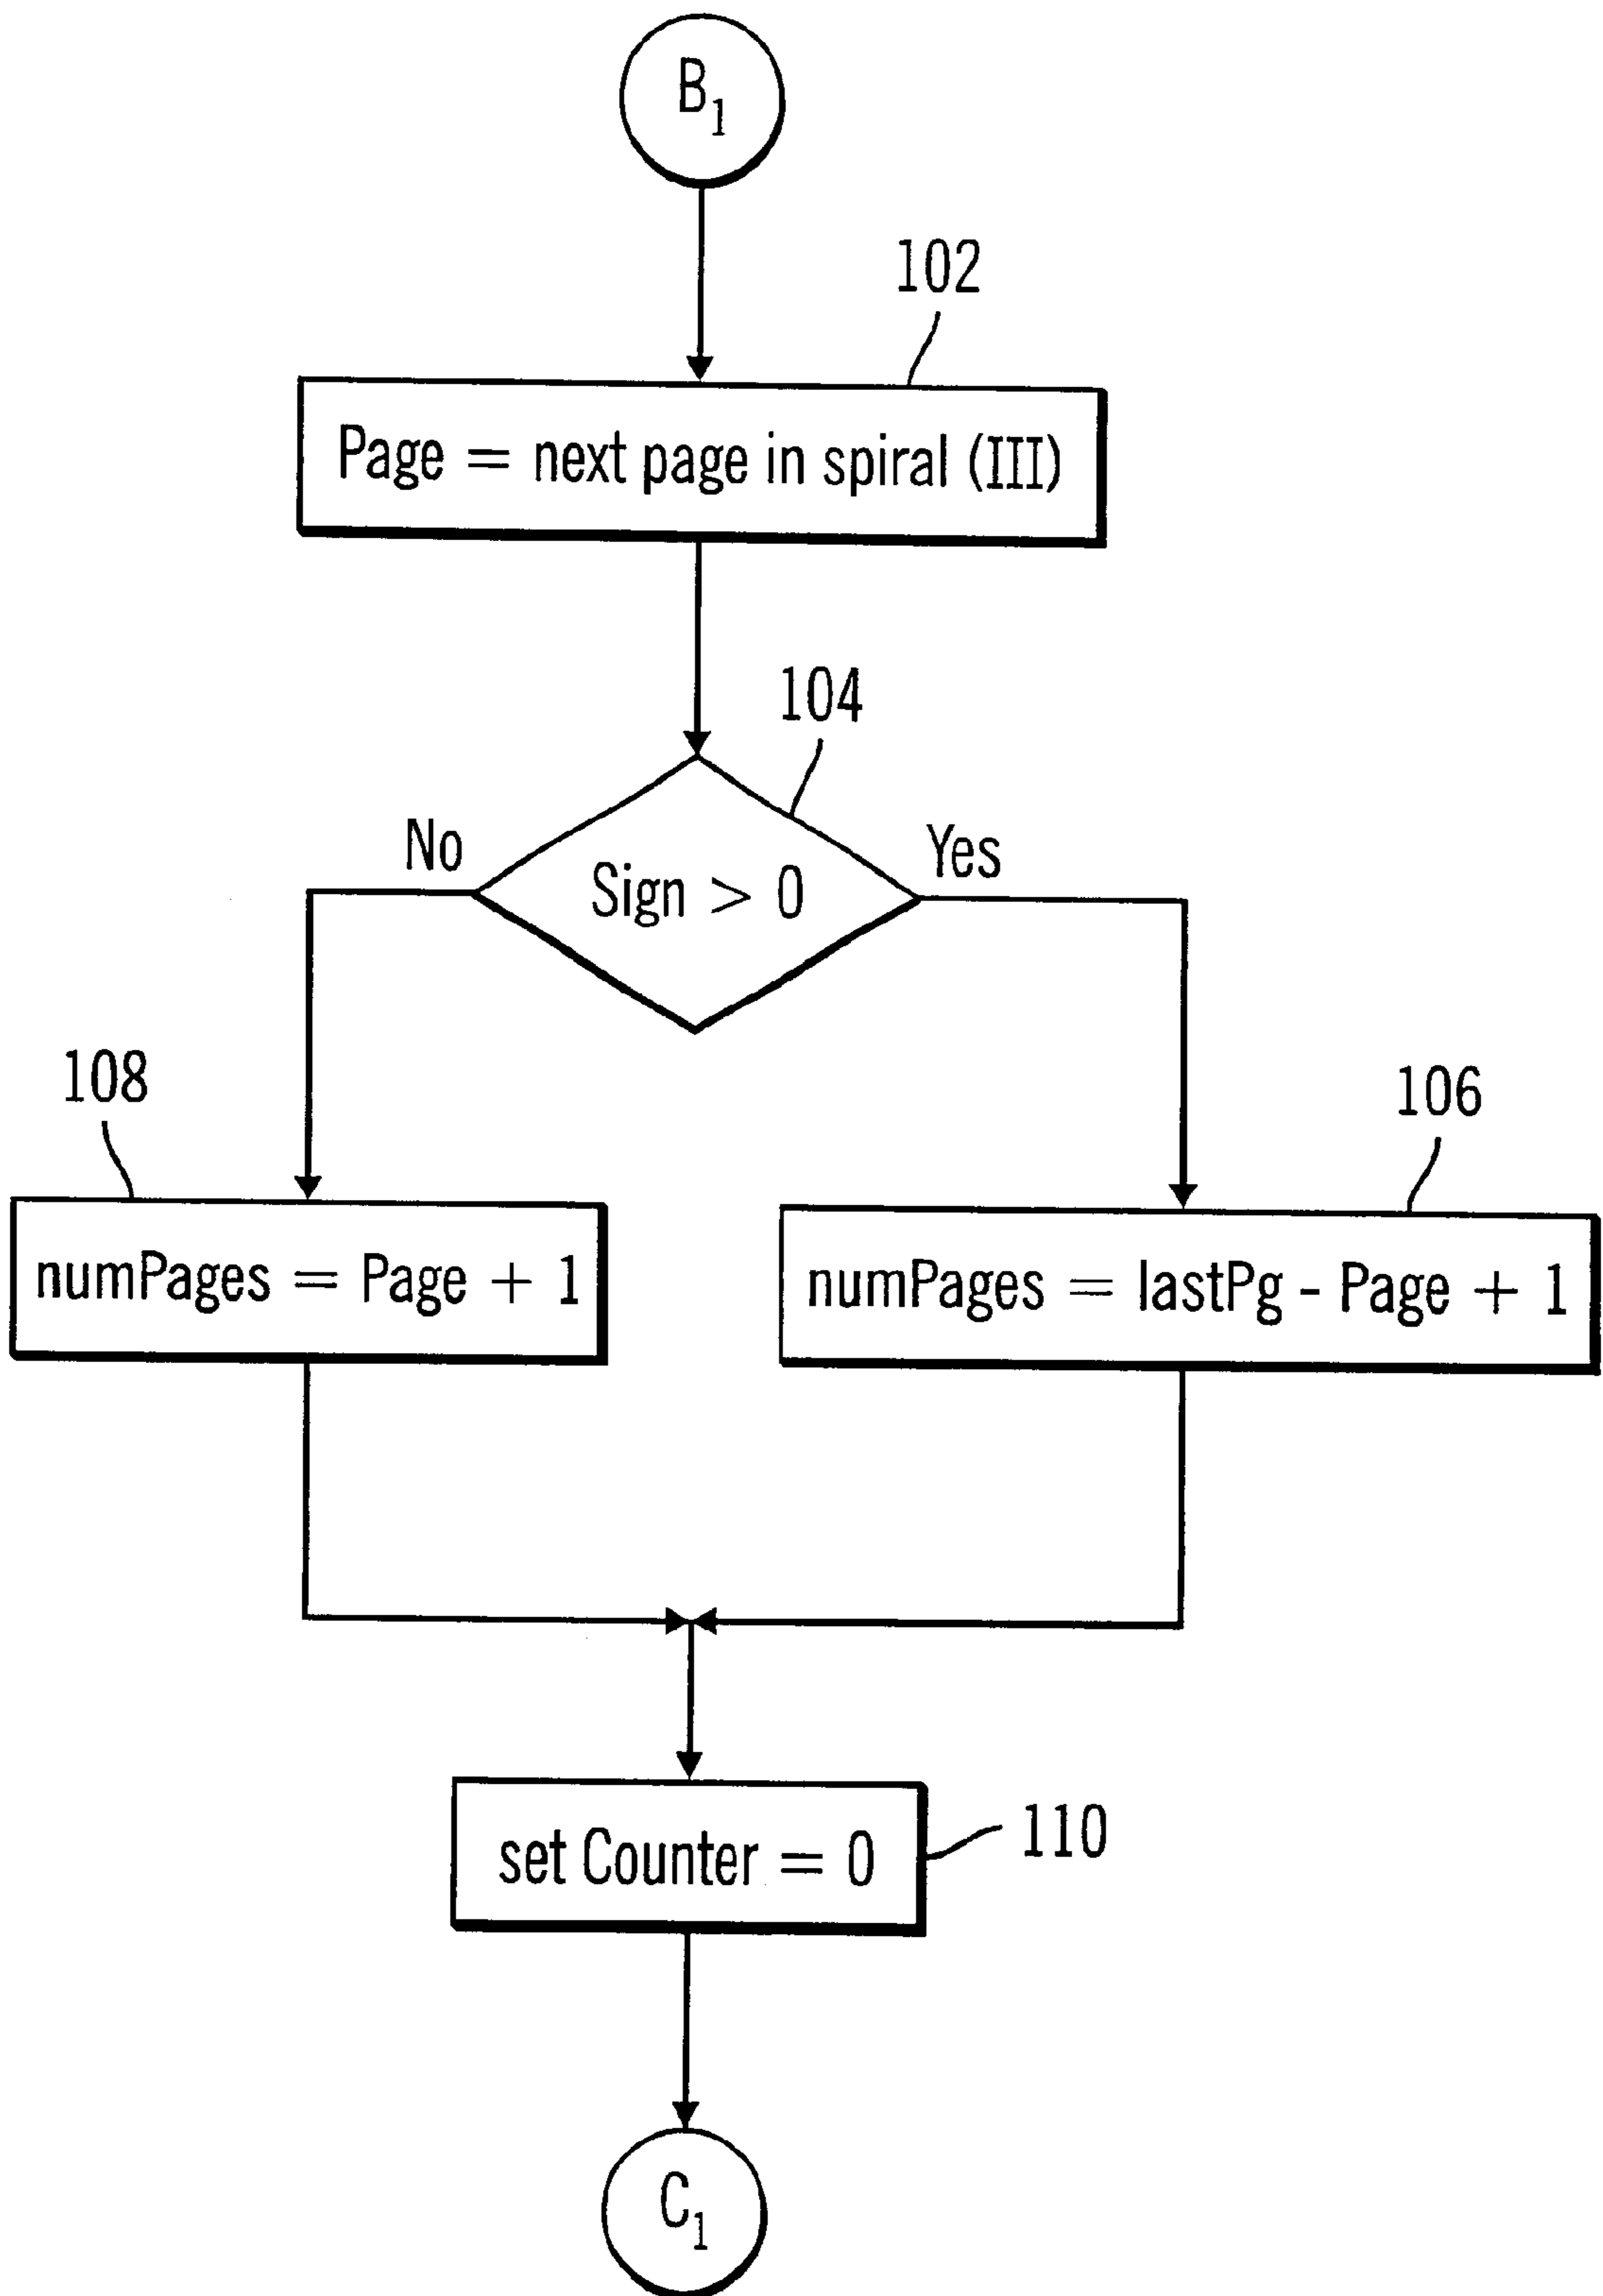 B1
102
Page = next page in spiral (III)
104
No
Yes
Sign > 0
108
106
numPages = Page + 1
numPages = lastPg - Page + 1
set Counter = 0
110
C1